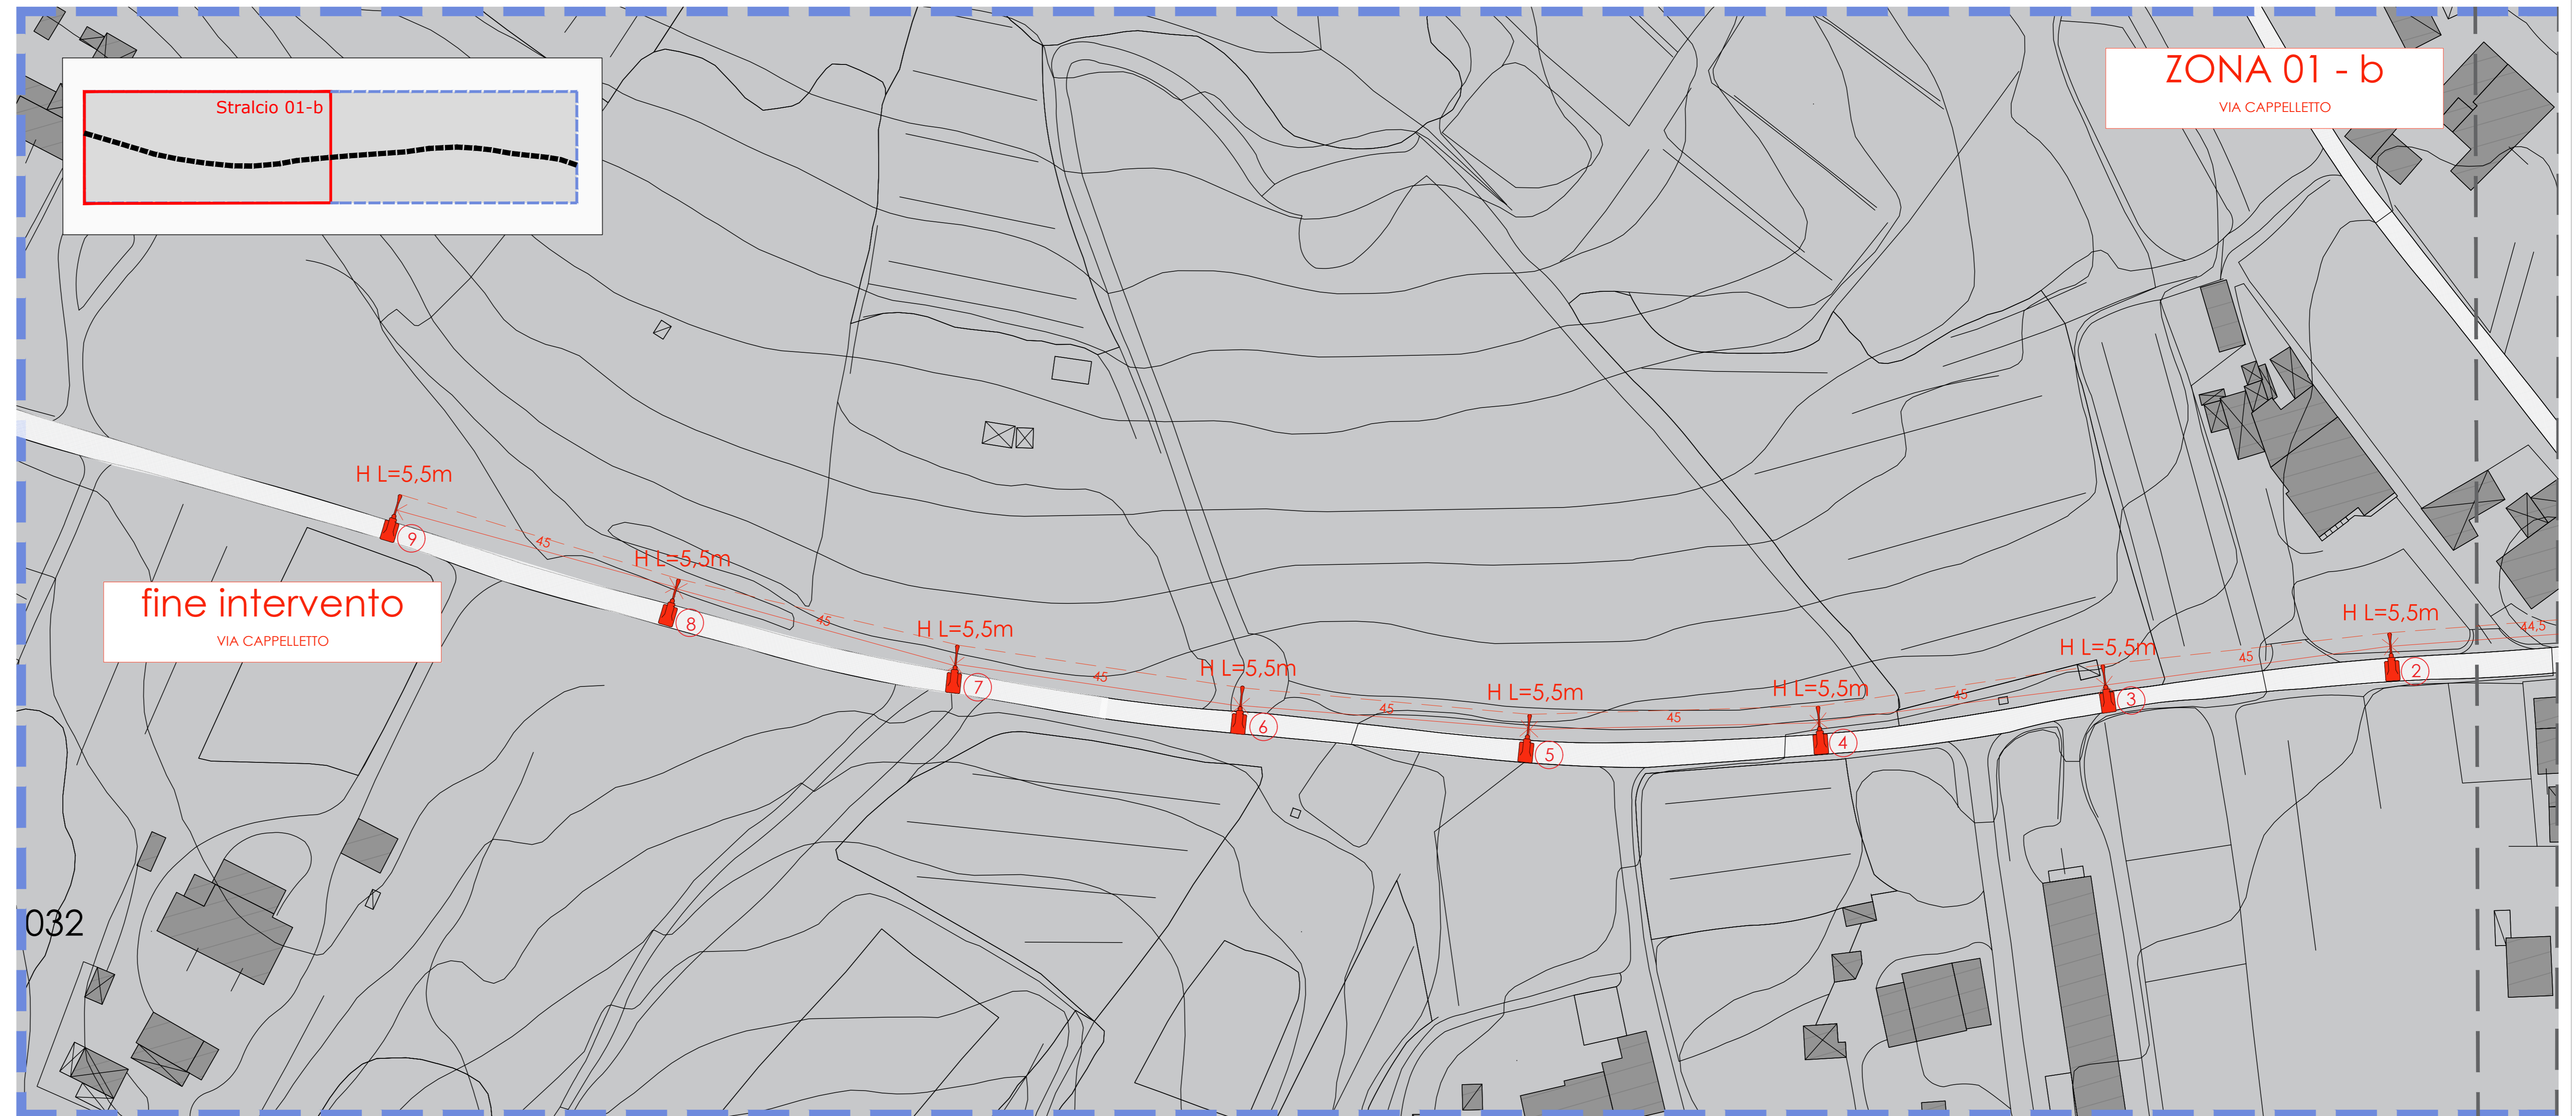 Stralcio 01-b
ZONA 01 - b
VIA CAPPELLETTO
H L=5,5m
9
45
H L=5,5m
8
45
H L=5,5m
7
45
H L=5,5m
6
45
H L=5,5m
5
45
H L=5,5m
4
45
H L=5,5m
3
45
H L=5,5m
2
44,5
fine intervento
VIA CAPPELLETTO
032